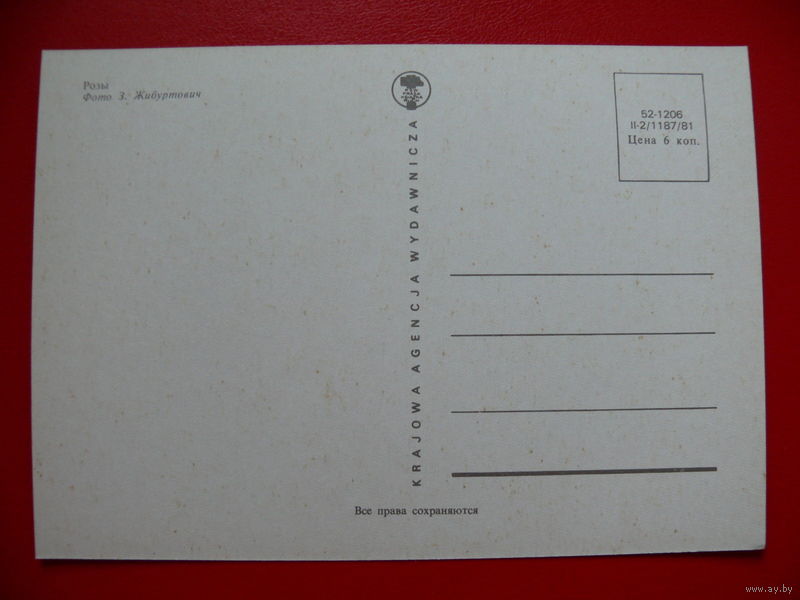 Розы
Фото З. Жибуртович
KRAJOWA AGENCJA WYDAWNICZA
52-1206
II-2/1187/81
Цена 6 коп.
Все права сохраняются
www.ay.by